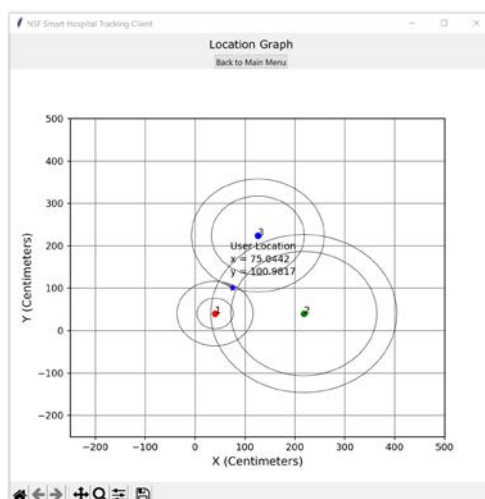 NSF Smart Hospital Tracking Client
Location Graph
Back to Main Menu
500
400
300
200
100
0
−100
−200
Y (Centimeters)
3
User Location
x = 75.0442
y = 100.9817
1
2
−200 −100 0 100 200 300 400 500
X (Centimeters)